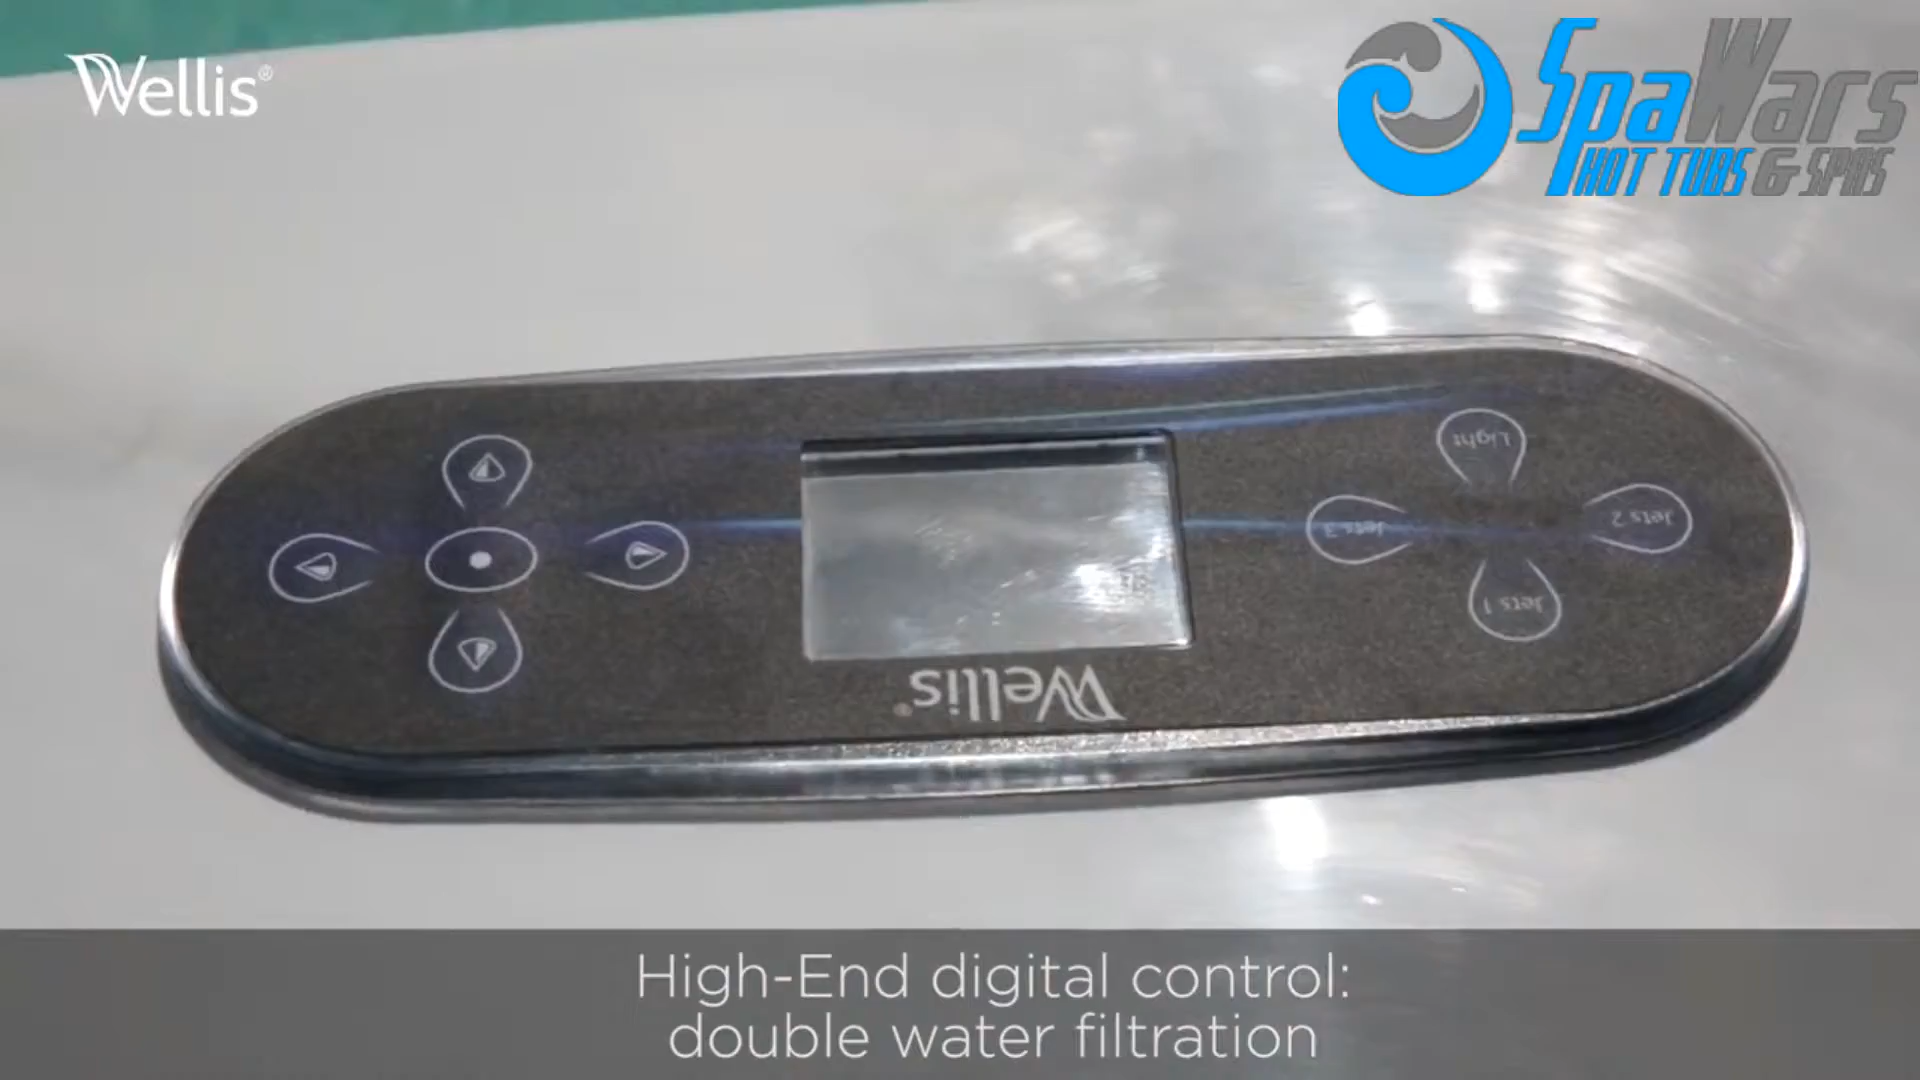 Wellis®
SpaWars
HOT TUBS & SPAS
Light
Jets 3
Jets 2
Jets 1
Wellis®
High-End digital control:
double water filtration